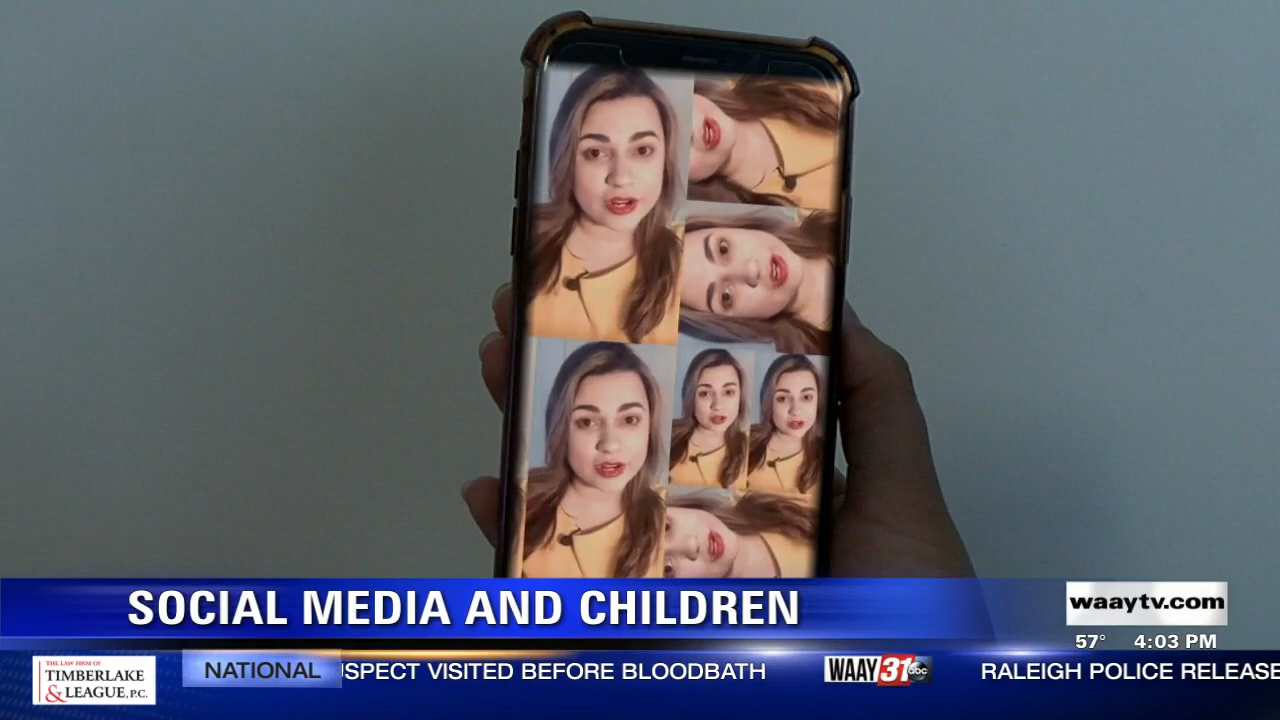 SOCIAL MEDIA AND CHILDREN
waaytv.com
57° 4:03 PM
THE LAW FIRM OF
TIMBERLAKE
& LEAGUE, P.C.
NATIONAL
USPECT VISITED BEFORE BLOODBATH
WAAY 31 abc
RALEIGH POLICE RELEASE